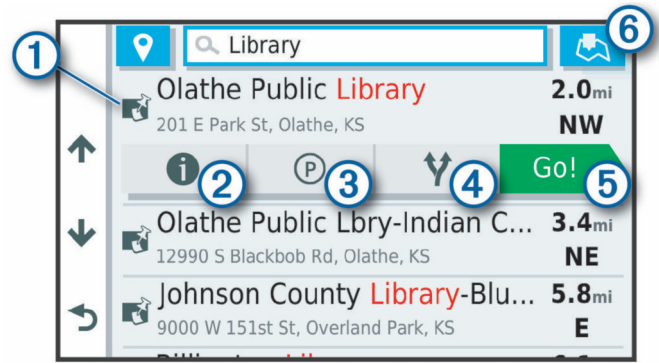 6
Library
1
Olathe Public Library 2.0mi
201 E Park St, Olathe, KS NW
2 P 3 4 Go! 5
Olathe Public Lbry-Indian C... 3.4mi
12990 S Blackbob Rd, Olathe, KS NE
Johnson County Library-Blu... 5.8mi
9000 W 151st St, Overland Park, KS E